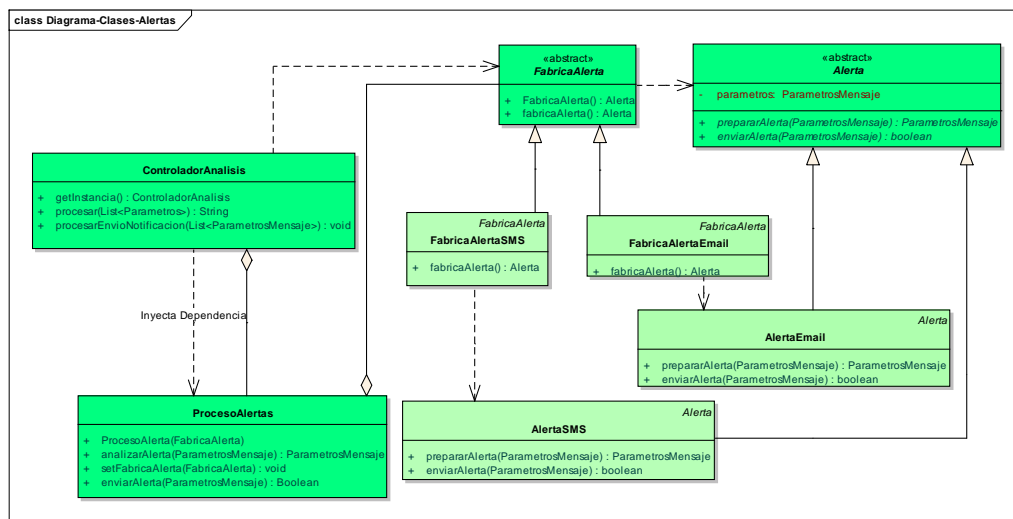 class Diagrama-Clases-Alertas
«abstract»
FabricaAlerta
+ FabricaAlerta() : Alerta
+ fabricaAlerta() : Alerta
«abstract»
Alerta
- parametros: ParametrosMensaje
+ prepararAlerta(ParametrosMensaje) : ParametrosMensaje
+ enviarAlerta(ParametrosMensaje) : boolean
ControladorAnalisis
+ getInstancia() : ControladorAnalisis
+ procesar(List<Parametros>) : String
+ procesarEnvioNotificacion(List<ParametrosMensaje>) : void
FabricaAlerta
FabricaAlertaSMS
+ fabricaAlerta() : Alerta
FabricaAlerta
FabricaAlertaEmail
+ fabricaAlerta() : Alerta
Inyecta Dependencia
Alerta
AlertaEmail
+ prepararAlerta(ParametrosMensaje) : ParametrosMensaje
+ enviarAlerta(ParametrosMensaje) : boolean
ProcesoAlertas
+ ProcesoAlerta(FabricaAlerta)
+ analizarAlerta(ParametrosMensaje) : ParametrosMensaje
+ setFabricaAlerta(FabricaAlerta) : void
+ enviarAlerta(ParametrosMensaje) : Boolean
Alerta
AlertaSMS
+ prepararAlerta(ParametrosMensaje) : ParametrosMensaje
+ enviarAlerta(ParametrosMensaje) : boolean